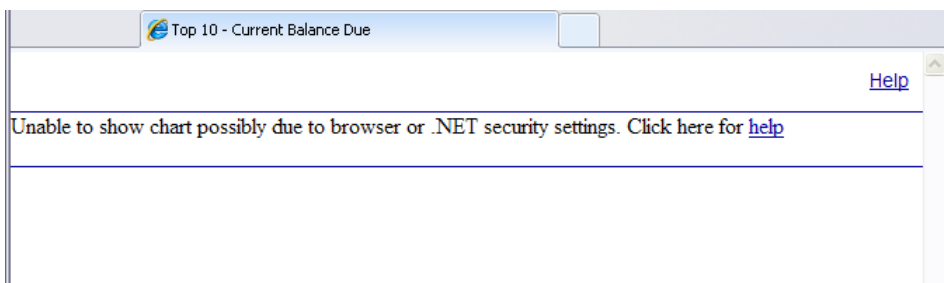 Top 10 - Current Balance Due
Help
Unable to show chart possibly due to browser or .NET security settings. Click here for help